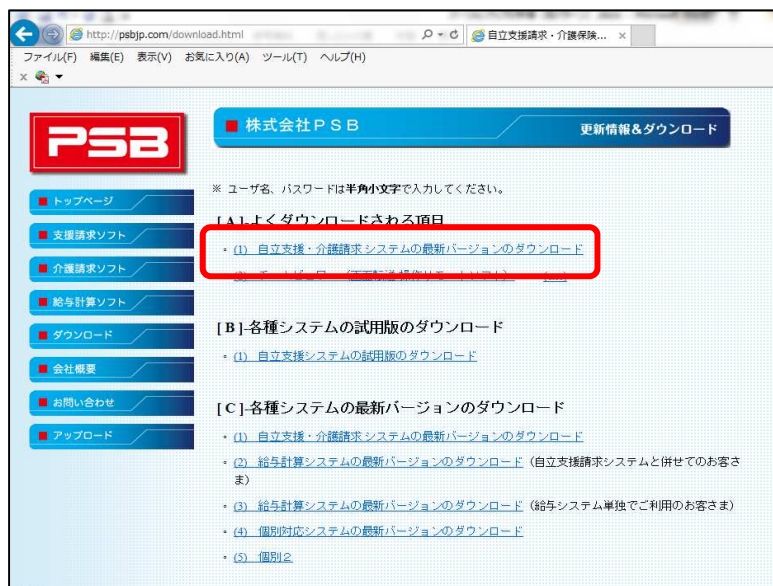 http://psbjp.com/download.html
自立支援請求・介護保険... ×
ファイル(F) 編集(E) 表示(V) お気に入り(A) ツール(T) ヘルプ(H)
×
PSB
株式会社ＰＳＢ
更新情報&ダウンロード
※ ユーザ名、パスワードは半角小文字で入力してください。
トップページ
支援請求ソフト
介護請求ソフト
給与計算ソフト
ダウンロード
会社概要
お問い合わせ
アップロード
[A]-よくダウンロードされる項目
(1) 自立支援・介護請求システムの最新バージョンのダウンロード
[B]-各種システムの試用版のダウンロード
(1) 自立支援システムの試用版のダウンロード
[C]-各種システムの最新バージョンのダウンロード
(1) 自立支援・介護請求システムの最新バージョンのダウンロード
(2) 給与計算システムの最新バージョンのダウンロード (自立支援請求システムと併せてのお客さ
ま)
(3) 給与計算システムの最新バージョンのダウンロード (給与システム単独でご利用のお客さま)
(4) 個別対応システムの最新バージョンのダウンロード
(5) 個別２